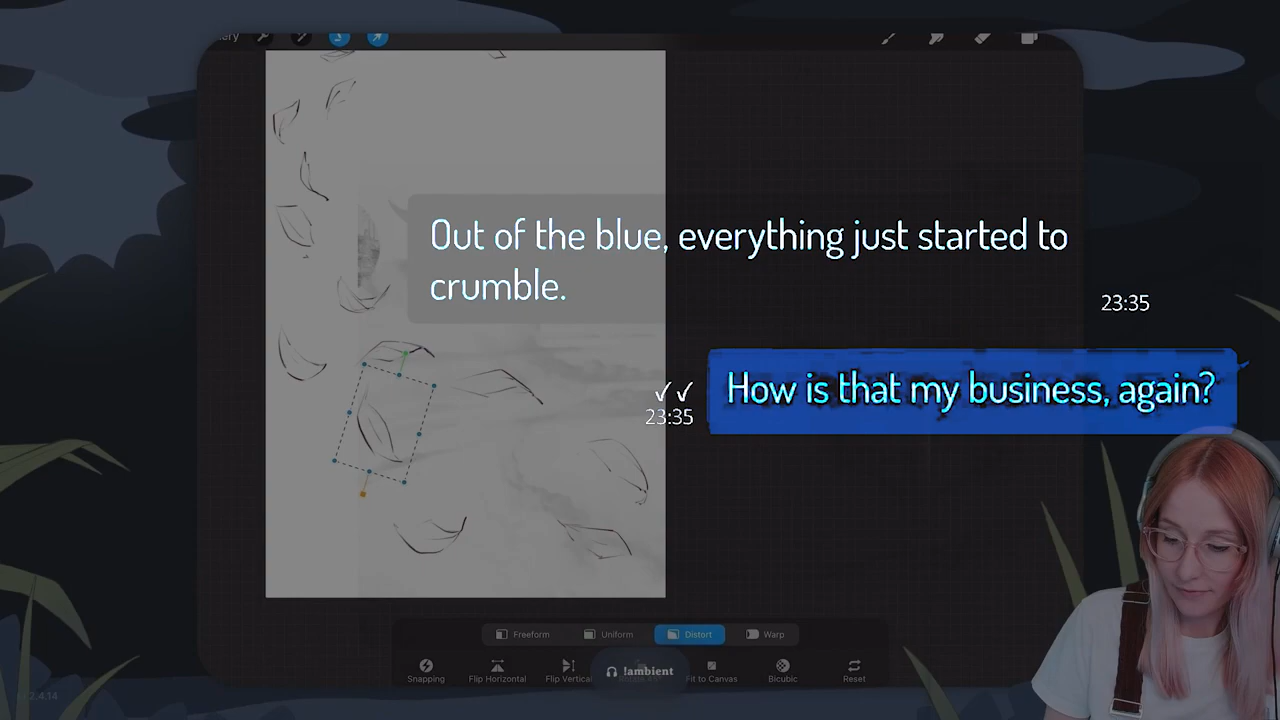 Out of the blue, everything just started to
crumble.
23:35
How is that my business, again?
23:35
Freeform
Uniform
Distort
Warp
Snapping
Flip Horizontal
Flip Vertical
!ambient
Fit to Canvas
Bicubic
Reset